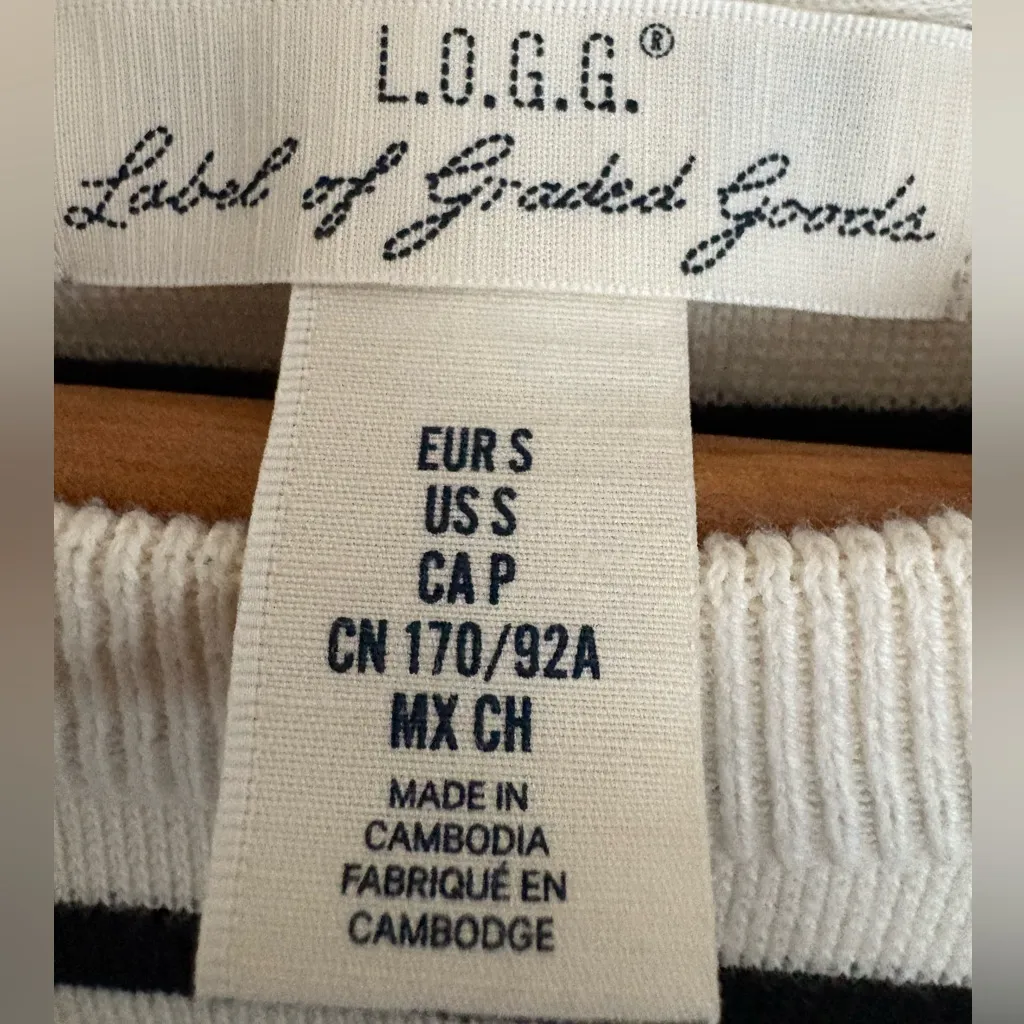 L.O.G.G.®
Label of Graded Goods
EUR S
US S
CA P
CN 170/92A
MX CH
MADE IN
CAMBODIA
FABRIQUÉ EN
CAMBODGE